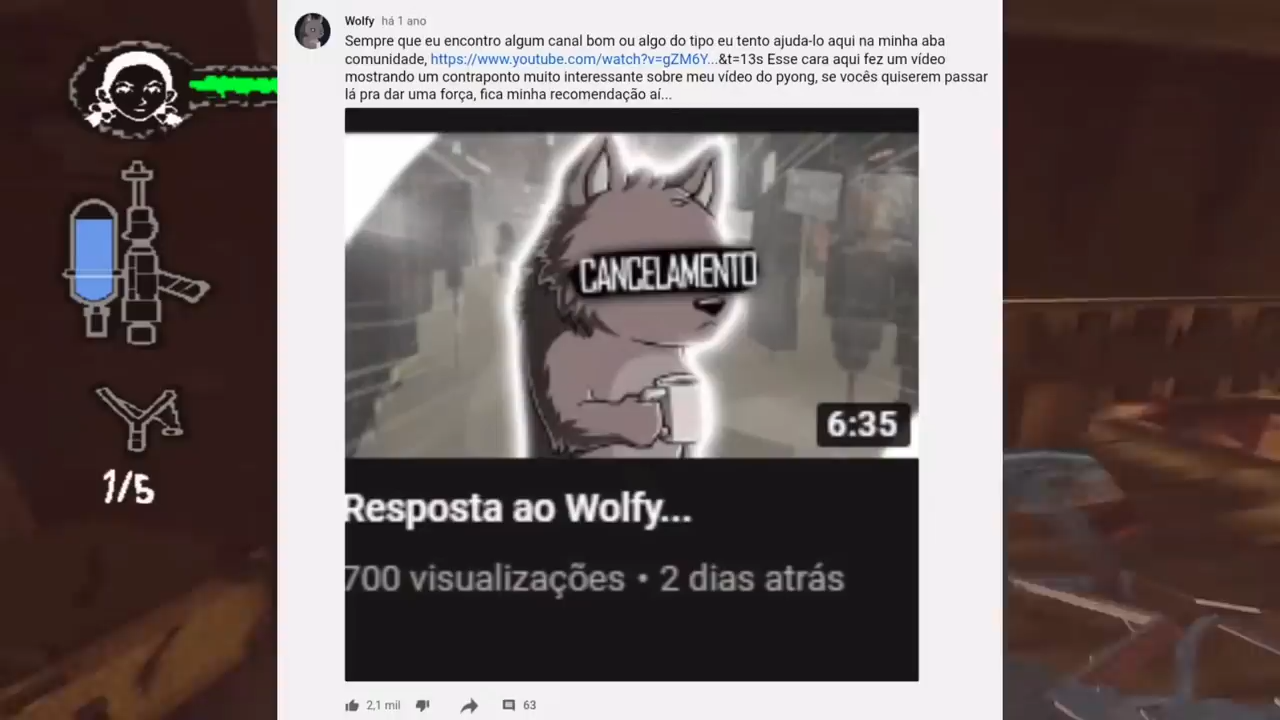 Wolfy há 1 ano
Sempre que eu encontro algum canal bom ou algo do tipo eu tento ajuda-lo aqui na minha aba
comunidade, https://www.youtube.com/watch?v=gZM6Y...&t=13s Esse cara aqui fez um vídeo
mostrando um contraponto muito interessante sobre meu vídeo do pyong, se vocês quiserem passar
lá pra dar uma força, fica minha recomendação aí...
CANCELAMENTO
6:35
Resposta ao Wolfy...
700 visualizações • 2 dias atrás
2,1 mil 63
1/5